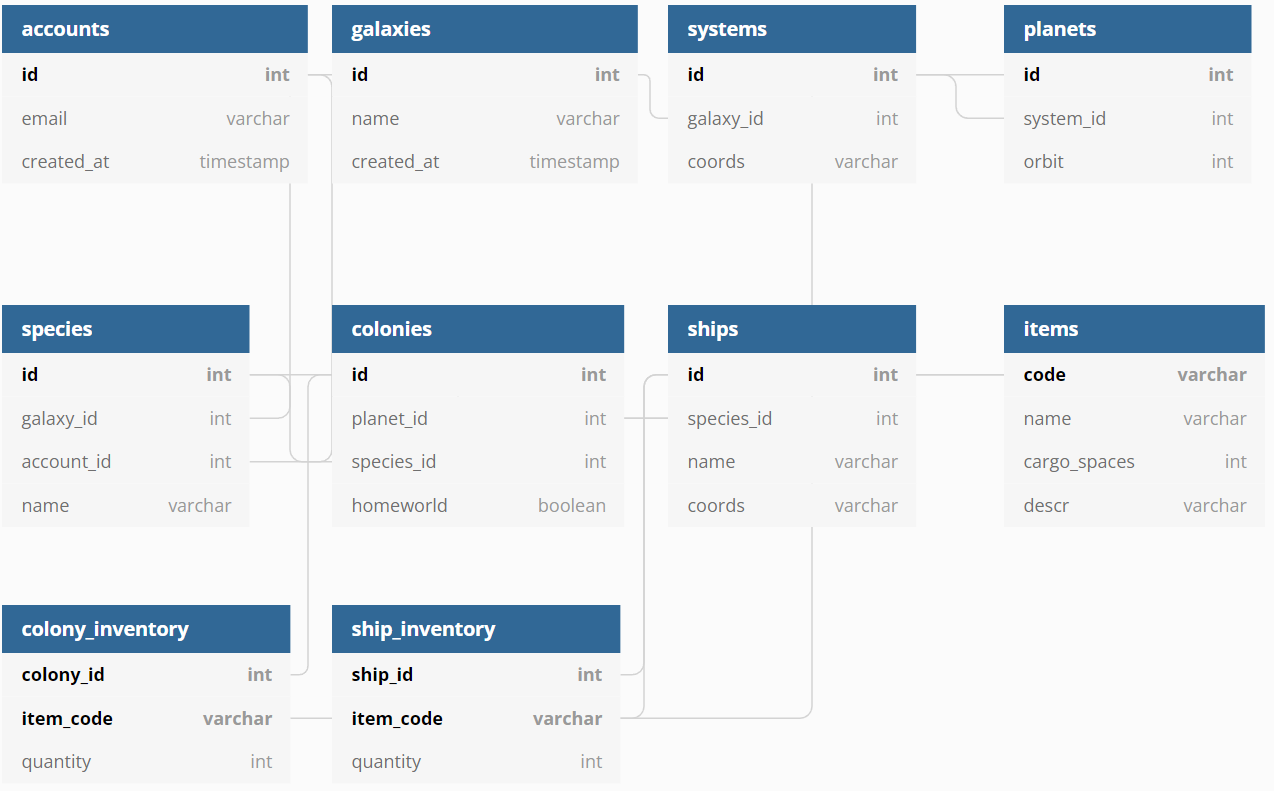 accounts
id int
email varchar
created_at timestamp
galaxies
id int
name varchar
created_at timestamp
systems
id int
galaxy_id int
coords varchar
planets
id int
system_id int
orbit int
species
id int
galaxy_id int
account_id int
name varchar
colonies
id int
planet_id int
species_id int
homeworld boolean
ships
id int
species_id int
name varchar
coords varchar
items
code varchar
name varchar
cargo_spaces int
descr varchar
colony_inventory
colony_id int
item_code varchar
quantity int
ship_inventory
ship_id int
item_code varchar
quantity int